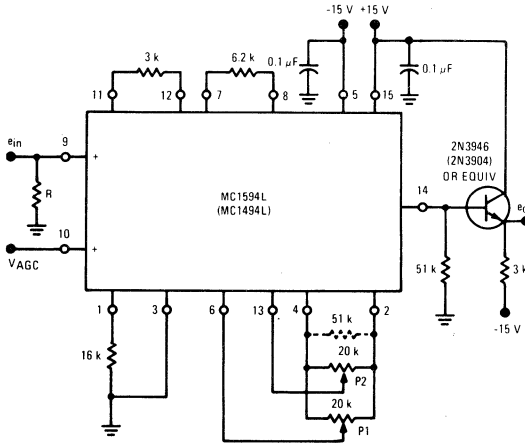 -15 V +15 V
3 k
6.2 k
0.1 µF
0.1 µF
11
12
7
8
5
15
2N3946
(2N3904)
OR EQUIV
ein
9
+
R
MC1594L
(MC1494L)
14
10
+
VAGC
51 k
3 k
-15 V
1
3
6
13
4
2
51 k
16 k
20 k
P2
20 k
P1